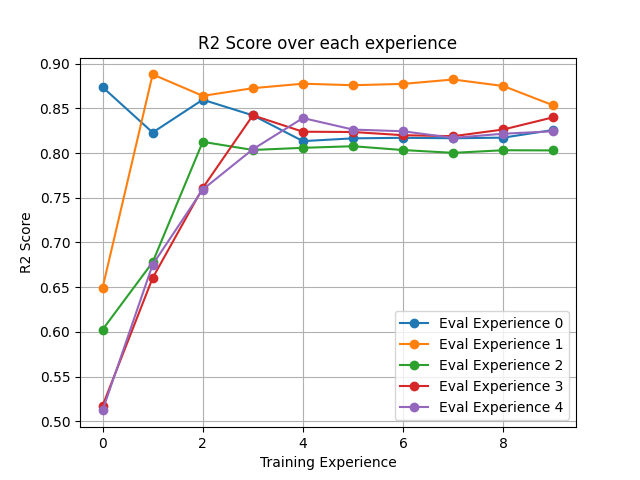 R2 Score over each experience
0.90
0.85
0.80
0.75
0.70
0.65
0.60
0.55
0.50
R2 Score
0 2 4 6 8
Training Experience
Eval Experience 0
Eval Experience 1
Eval Experience 2
Eval Experience 3
Eval Experience 4